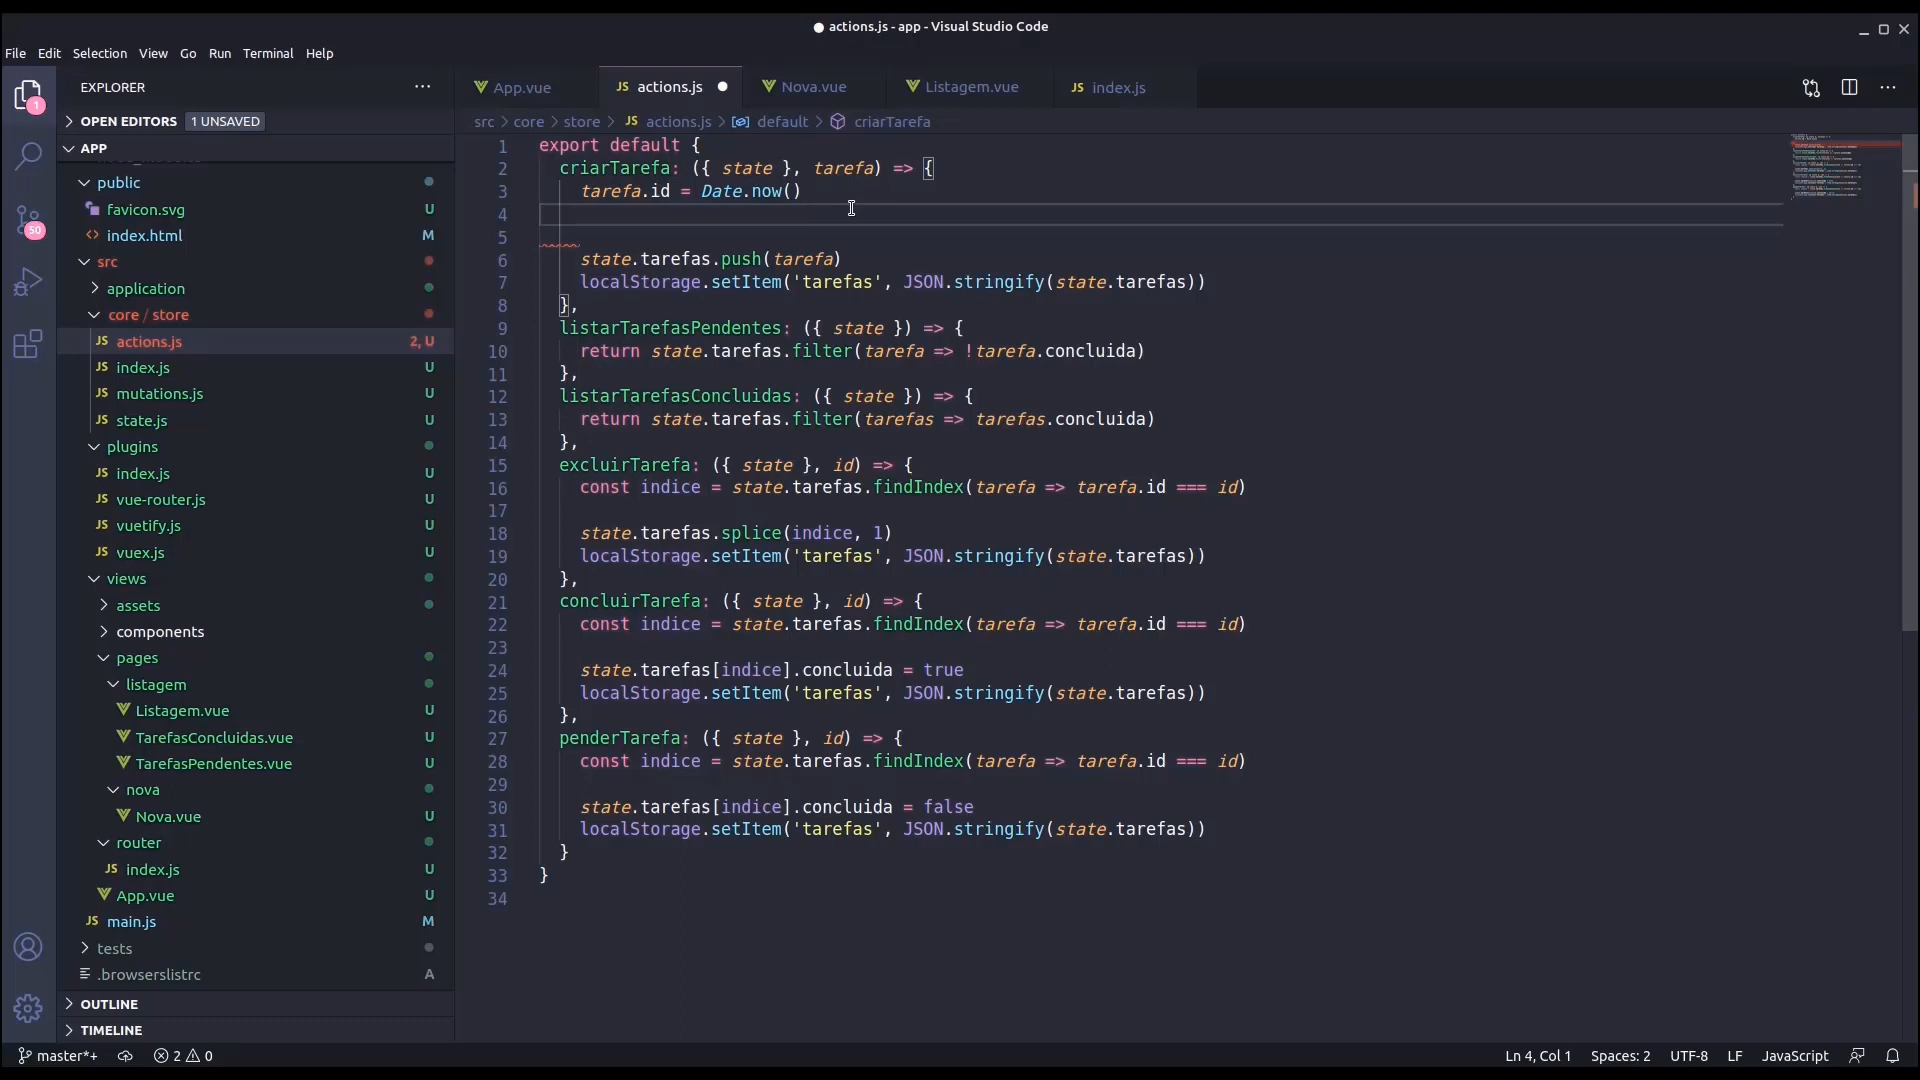 actions.js - app - Visual Studio Code
File Edit Selection View Go Run Terminal Help
EXPLORER
OPEN EDITORS 1 UNSAVED
APP
public
favicon.svg U
index.html M
src
application
core / store
actions.js 2, U
index.js U
mutations.js U
state.js U
plugins
index.js U
vue-router.js U
vuetify.js U
vuex.js U
views
assets
components
pages
listagem
Listagem.vue U
TarefasConcluidas.vue U
TarefasPendentes.vue U
nova
Nova.vue U
router
index.js U
App.vue U
main.js M
tests
.browserslistrc A
OUTLINE
TIMELINE
1
50
App.vue JS actions.js Nova.vue Listagem.vue JS index.js
src > core > store > JS actions.js > default > criarTarefa
1 export default {
2 criarTarefa: ({ state }, tarefa) => {
3 tarefa.id = Date.now()
4
5
6 state.tarefas.push(tarefa)
7 localStorage.setItem('tarefas', JSON.stringify(state.tarefas))
8 },
9 listarTarefasPendentes: ({ state }) => {
10 return state.tarefas.filter(tarefa => !tarefa.concluida)
11 },
12 listarTarefasConcluidas: ({ state }) => {
13 return state.tarefas.filter(tarefas => tarefas.concluida)
14 },
15 excluirTarefa: ({ state }, id) => {
16 const indice = state.tarefas.findIndex(tarefa => tarefa.id === id)
17
18 state.tarefas.splice(indice, 1)
19 localStorage.setItem('tarefas', JSON.stringify(state.tarefas))
20 },
21 concluirTarefa: ({ state }, id) => {
22 const indice = state.tarefas.findIndex(tarefa => tarefa.id === id)
23
24 state.tarefas[indice].concluida = true
25 localStorage.setItem('tarefas', JSON.stringify(state.tarefas))
26 },
27 penderTarefa: ({ state }, id) => {
28 const indice = state.tarefas.findIndex(tarefa => tarefa.id === id)
29
30 state.tarefas[indice].concluida = false
31 localStorage.setItem('tarefas', JSON.stringify(state.tarefas))
32 }
33 }
34
master*+ 2 0 Ln 4, Col 1 Spaces: 2 UTF-8 LF JavaScript